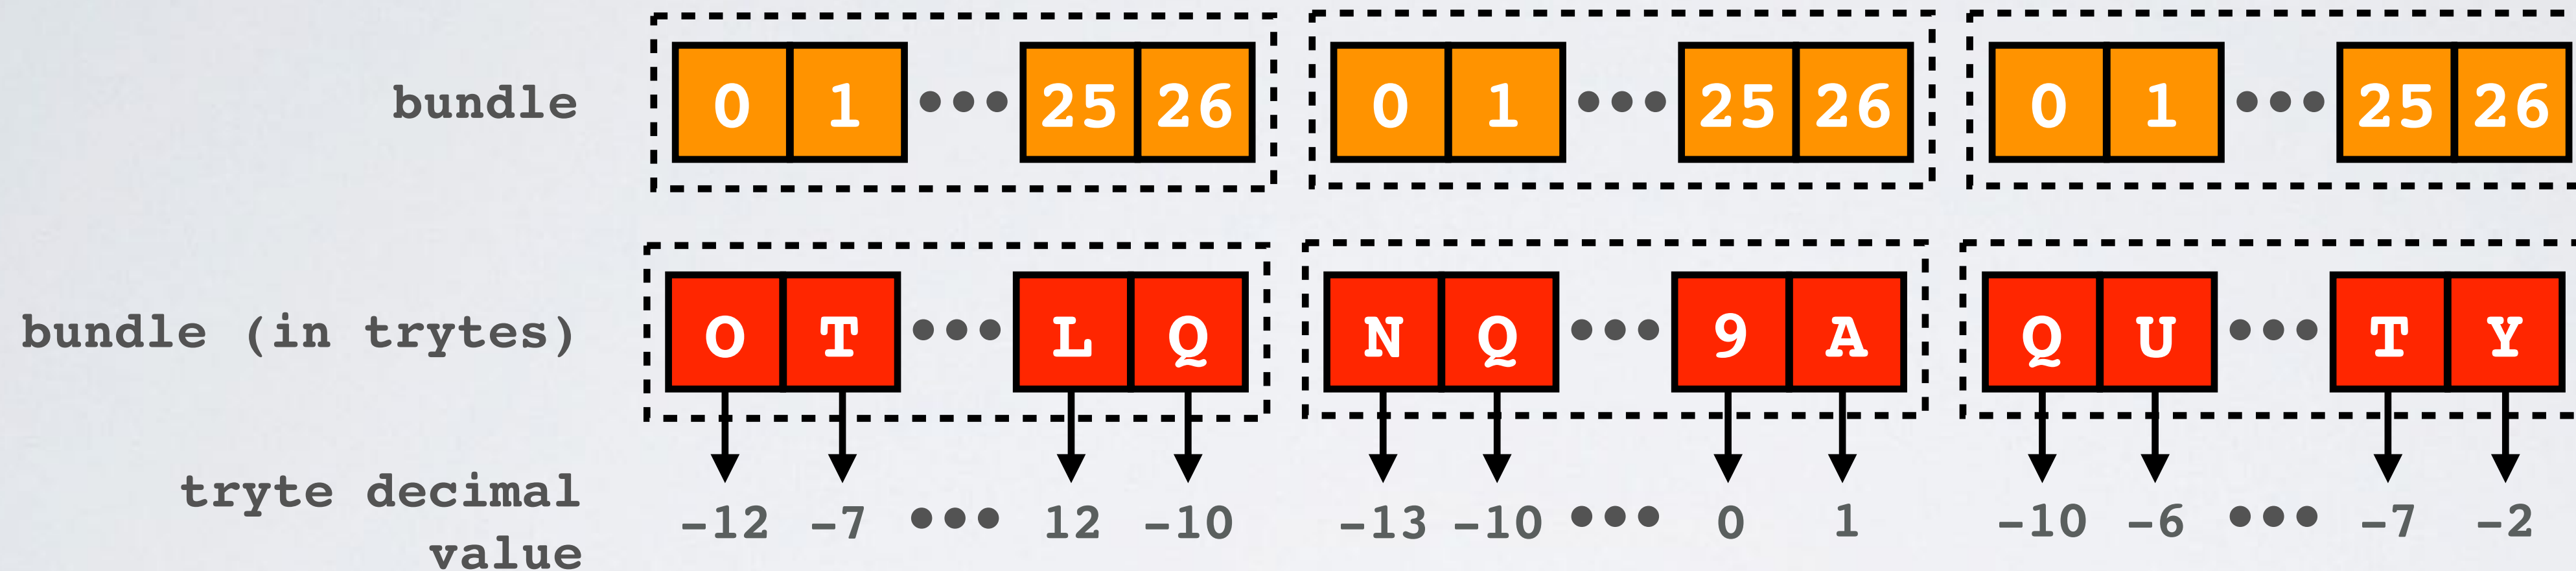 bundle 0 1 ••• 25 26 0 1 ••• 25 26 0 1 ••• 25 26
bundle (in trytes) O T ••• L Q N Q ••• 9 A Q U ••• T Y
tryte decimal
value
-12 -7 ••• 12 -10 -13 -10 ••• 0 1 -10 -6 ••• -7 -2